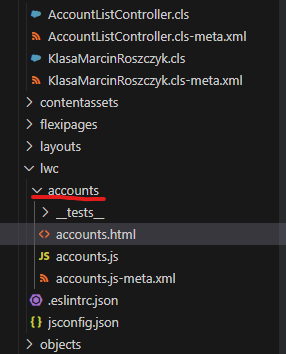 AccountListController.cls
AccountListController.cls-meta.xml
KlasaMarcinRoszczyk.cls
KlasaMarcinRoszczyk.cls-meta.xml
contentassets
flexipages
layouts
lwc
accounts
__tests__
accounts.html
JS accounts.js
accounts.js-meta.xml
.eslintrc.json
{} jsconfig.json
objects